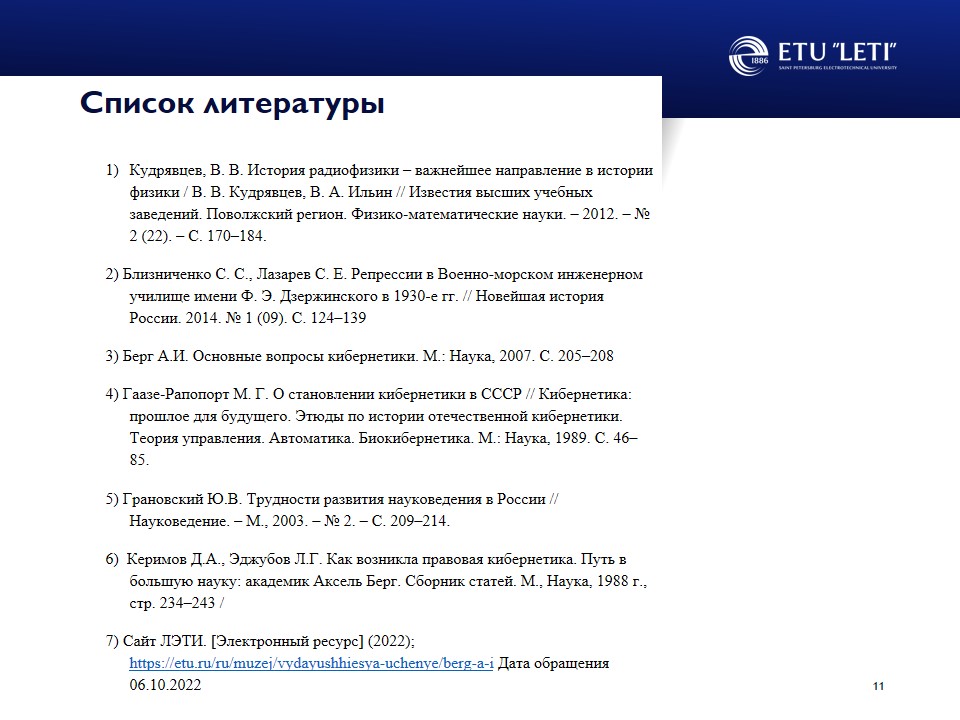 1886
ETU "LETI"
SAINT PETERSBURG ELECTROTECHNICAL UNIVERSITY
Список литературы
1) Кудрявцев, В. В. История радиофизики – важнейшее направление в истории
физики / В. В. Кудрявцев, В. А. Ильин // Известия высших учебных
заведений. Поволжский регион. Физико-математические науки. – 2012. – №
2 (22). – С. 170–184.
2) Близниченко С. С., Лазарев С. Е. Репрессии в Военно-морском инженерном
училище имени Ф. Э. Дзержинского в 1930-е гг. // Новейшая история
России. 2014. № 1 (09). С. 124–139
3) Берг А.И. Основные вопросы кибернетики. М.: Наука, 2007. С. 205–208
4) Гаазе-Рапопорт М. Г. О становлении кибернетики в СССР // Кибернетика:
прошлое для будущего. Этюды по истории отечественной кибернетики.
Теория управления. Автоматика. Биокибернетика. М.: Наука, 1989. С. 46–
85.
5) Грановский Ю.В. Трудности развития науковедения в России //
Науковедение. – М., 2003. – № 2. – С. 209–214.
6) Керимов Д.А., Эджубов Л.Г. Как возникла правовая кибернетика. Путь в
большую науку: академик Аксель Берг. Сборник статей. М., Наука, 1988 г.,
стр. 234–243 /
7) Сайт ЛЭТИ. [Электронный ресурс] (2022);
https://etu.ru/ru/muzej/vydayushhiesya-uchenye/berg-a-i Дата обращения
06.10.2022
11